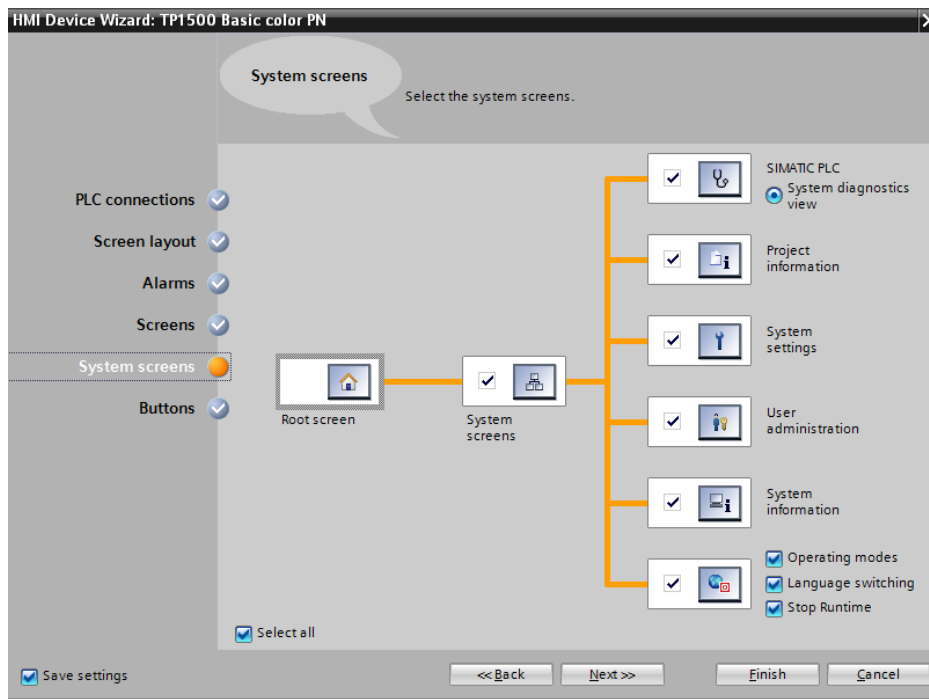 HMI Device Wizard: TP1500 Basic color PN
System screens
Select the system screens.
PLC connections
Screen layout
Alarms
Screens
System screens
Buttons
Root screen
System
screens
SIMATIC PLC
System diagnostics
view
Project
information
System
settings
User
administration
System
information
Operating modes
Language switching
Stop Runtime
Select all
Save settings
<<Back
Next>>
Finish
Cancel